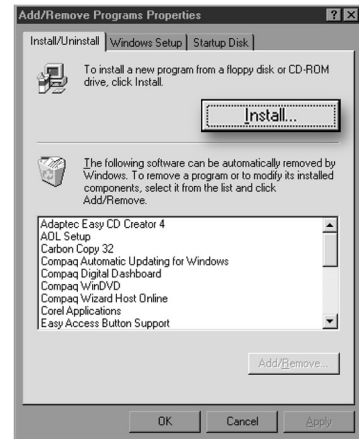 Add/Remove Programs Properties
Install/Uninstall Windows Setup Startup Disk
To install a new program from a floppy disk or CD-ROM
drive, click Install.
Install...
The following software can be automatically removed by
Windows. To remove a program or to modify its installed
components, select it from the list and click
Add/Remove.
Adaptec Easy CD Creator 4
AOL Setup
Carbon Copy 32
Compaq Automatic Updating for Windows
Compaq Digital Dashboard
Compaq WinDVD
Compaq Wizard Host Online
Corel Applications
Easy Access Button Support
Add/Remove...
OK Cancel Apply